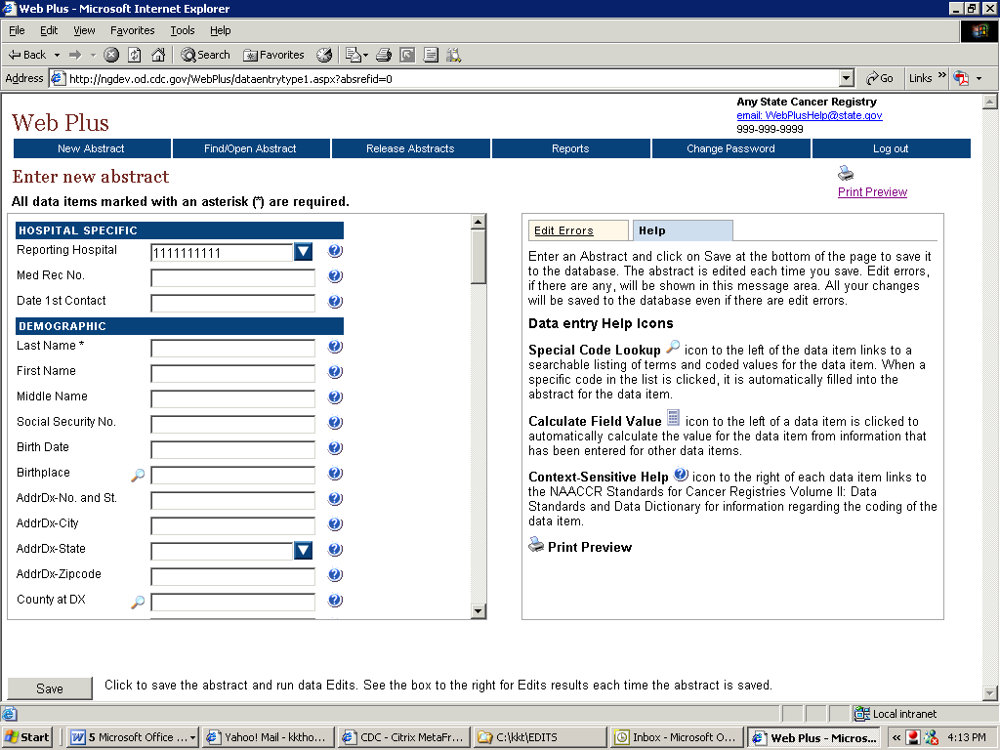 Web Plus - Microsoft Internet Explorer
File Edit View Favorites Tools Help
Back Search Favorites
Address http://ngdev.od.cdc.gov/WebPlus/dataentrytype1.aspx?absrefid=0 Go Links »
Any State Cancer Registry
Web Plus
email: WebPlusHelp@state.gov
999-999-9999
New Abstract Find/Open Abstract Release Abstracts Reports Change Password Log out
Enter new abstract
Print Preview
All data items marked with an asterisk (*) are required.
HOSPITAL SPECIFIC
Reporting Hospital 1111111111
Med Rec No.
Date 1st Contact
DEMOGRAPHIC
Last Name *
First Name
Middle Name
Social Security No.
Birth Date
Birthplace
AddrDx-No. and St.
AddrDx-City
AddrDx-State
AddrDx-Zipcode
County at DX
Edit Errors Help
Enter an Abstract and click on Save at the bottom of the page to save it
to the database. The abstract is edited each time you save. Edit errors,
if there are any, will be shown in this message area. All your changes
will be saved to the database even if there are edit errors.
Data entry Help Icons
Special Code Lookup icon to the left of the data item links to a
searchable listing of terms and coded values for the data item. When a
specific code in the list is clicked, it is automatically filled into the
abstract for the data item.
Calculate Field Value icon to the left of a data item is clicked to
automatically calculate the value for the data item from information that
has been entered for other data items.
Context-Sensitive Help icon to the right of each data item links to
the NAACCR Standards for Cancer Registries Volume II: Data
Standards and Data Dictionary for information regarding the coding of the
data item.
Print Preview
Save Click to save the abstract and run data Edits. See the box to the right for Edits results each time the abstract is saved.
Local intranet
Start 5 Microsoft Office ... Yahoo! Mail - kktho... CDC - Citrix MetaFr... C:\kkt\EDITS Inbox - Microsoft O... Web Plus - Micros... « 4:13 PM